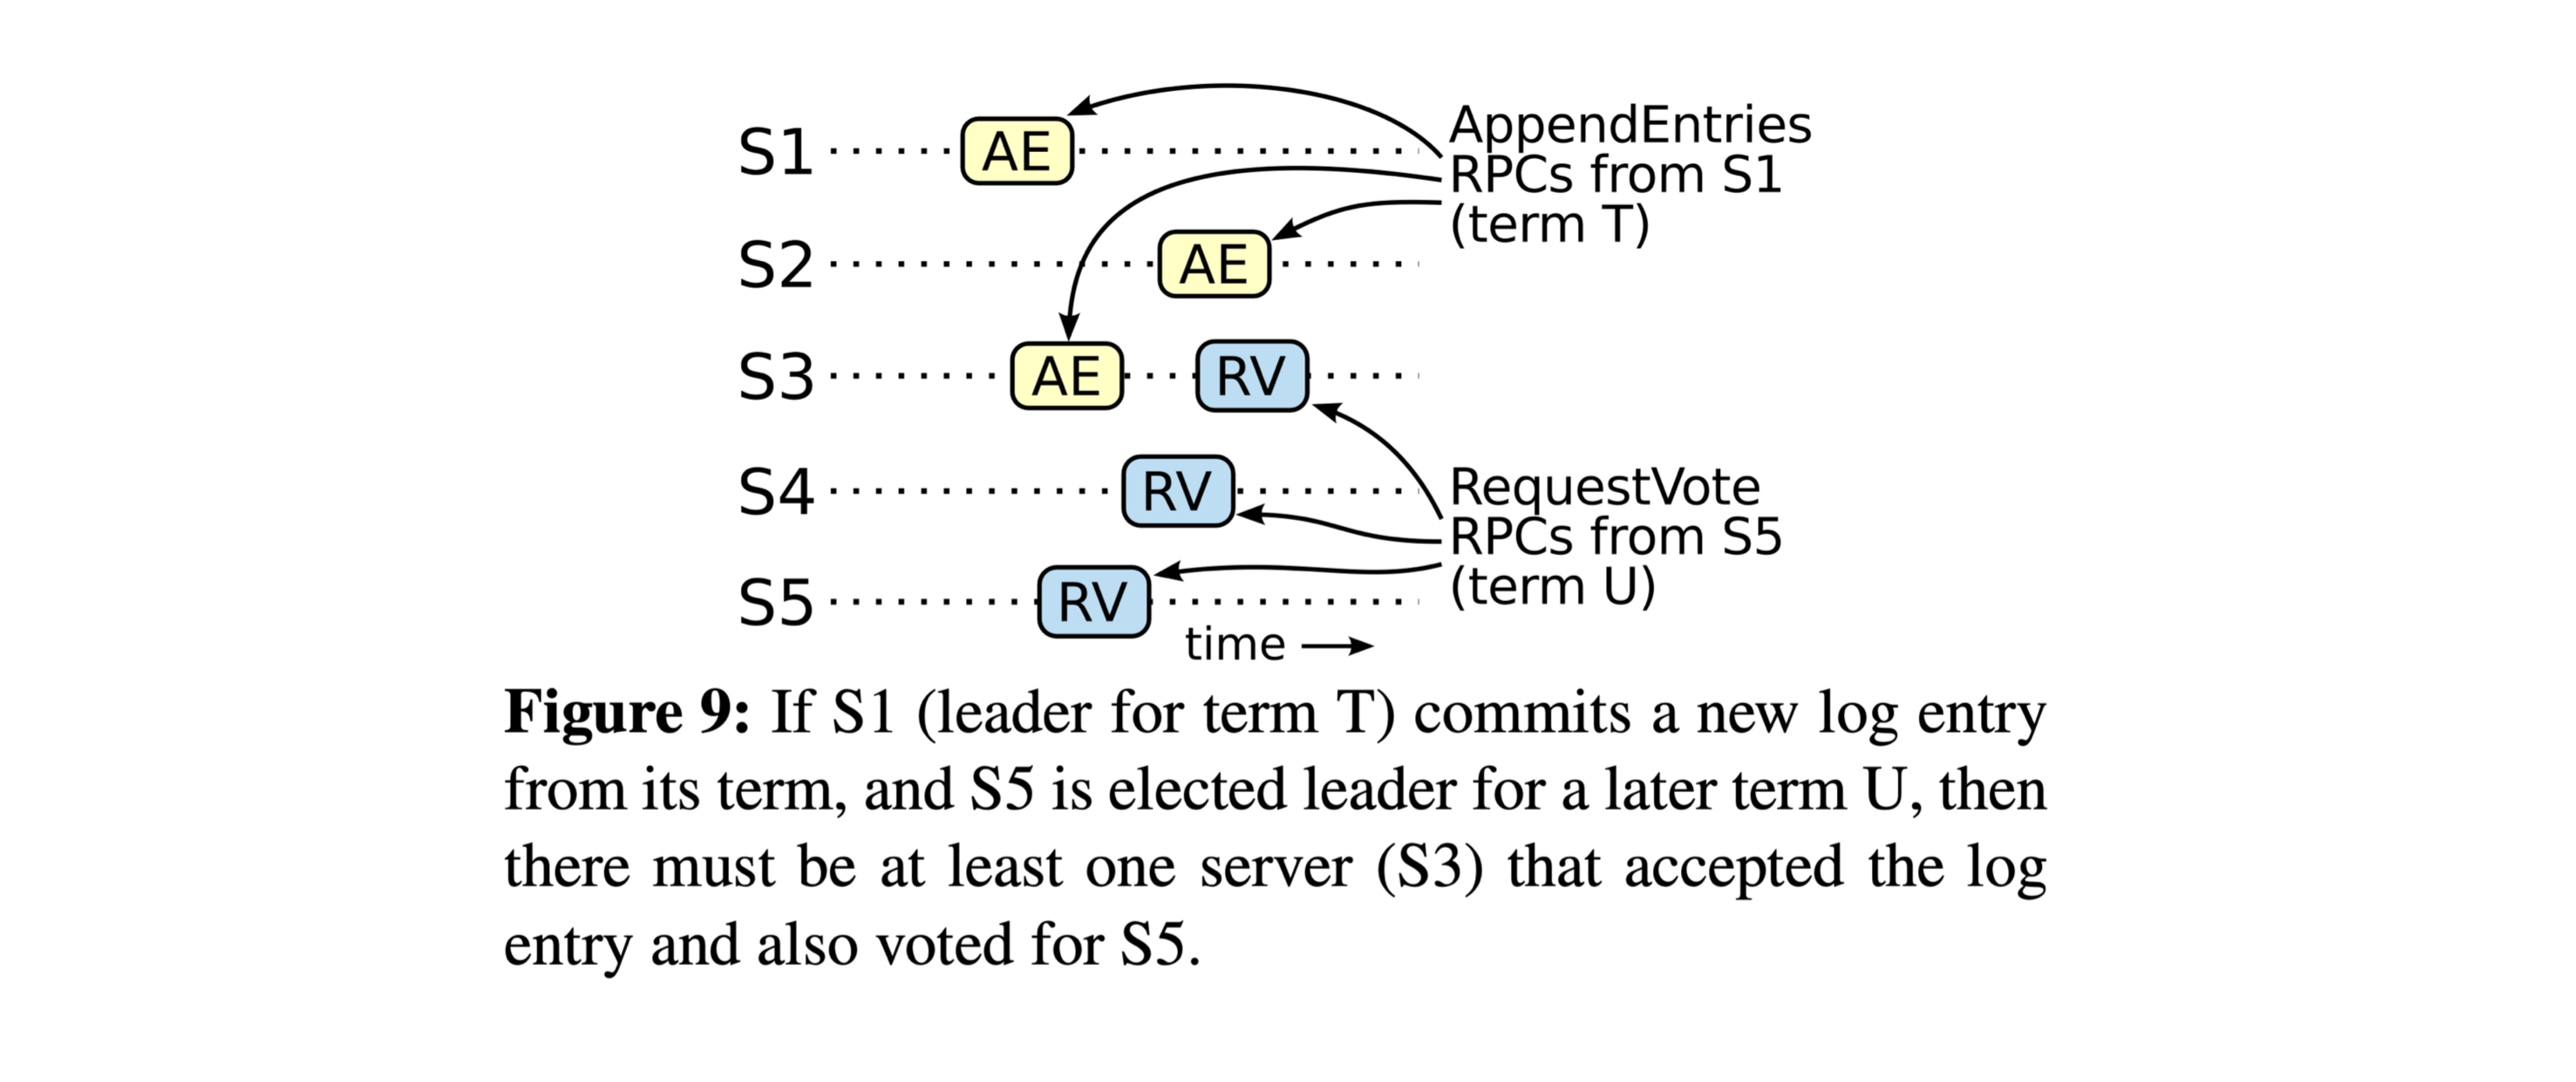 S1
AE
AppendEntries
RPCs from S1
(term T)
S2
AE
S3
AE
RV
S4
RV
RequestVote
RPCs from S5
(term U)
S5
RV
time
Figure 9: If S1 (leader for term T) commits a new log entry
from its term, and S5 is elected leader for a later term U, then
there must be at least one server (S3) that accepted the log
entry and also voted for S5.